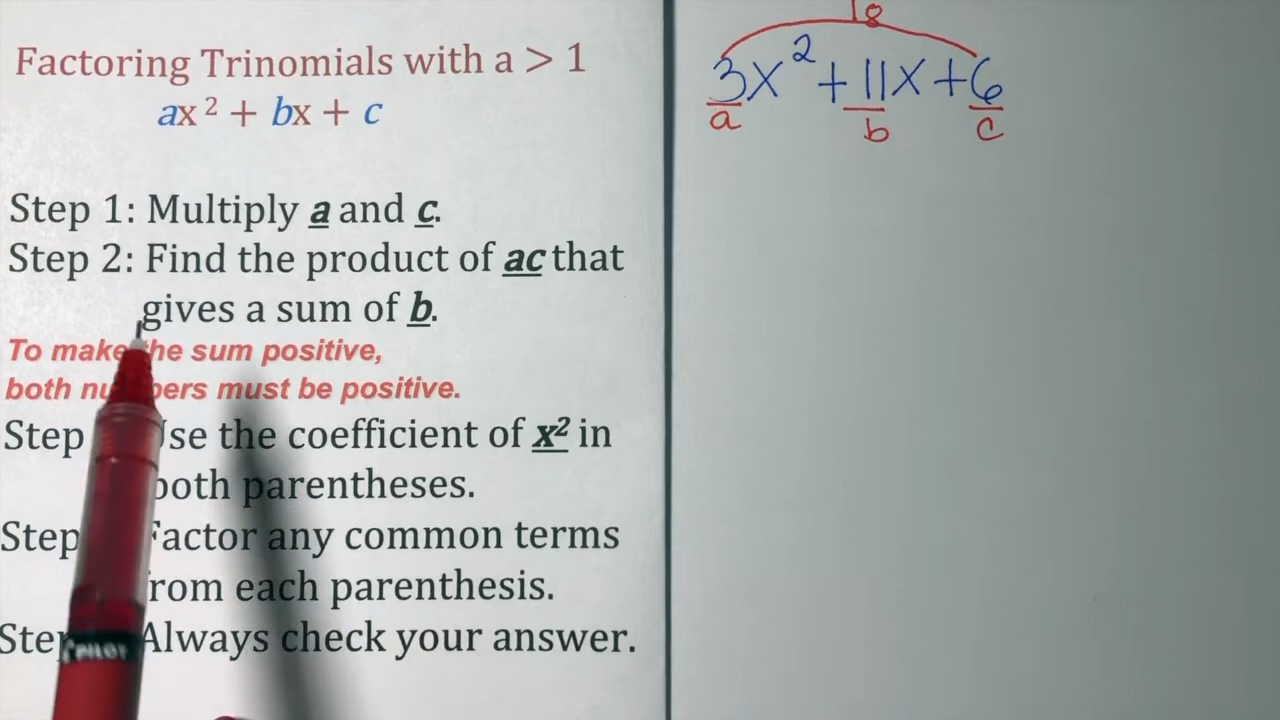 Factoring Trinomials with a > 1
ax² + bx + c
Step 1: Multiply a and c.
Step 2: Find the product of ac that
gives a sum of b.
To make the sum positive,
both numbers must be positive.
Step Use the coefficient of x² in
both parentheses.
Step Factor any common terms
from each parenthesis.
Step Always check your answer.
PILOT
18
3x² + 11x + 6
a b c